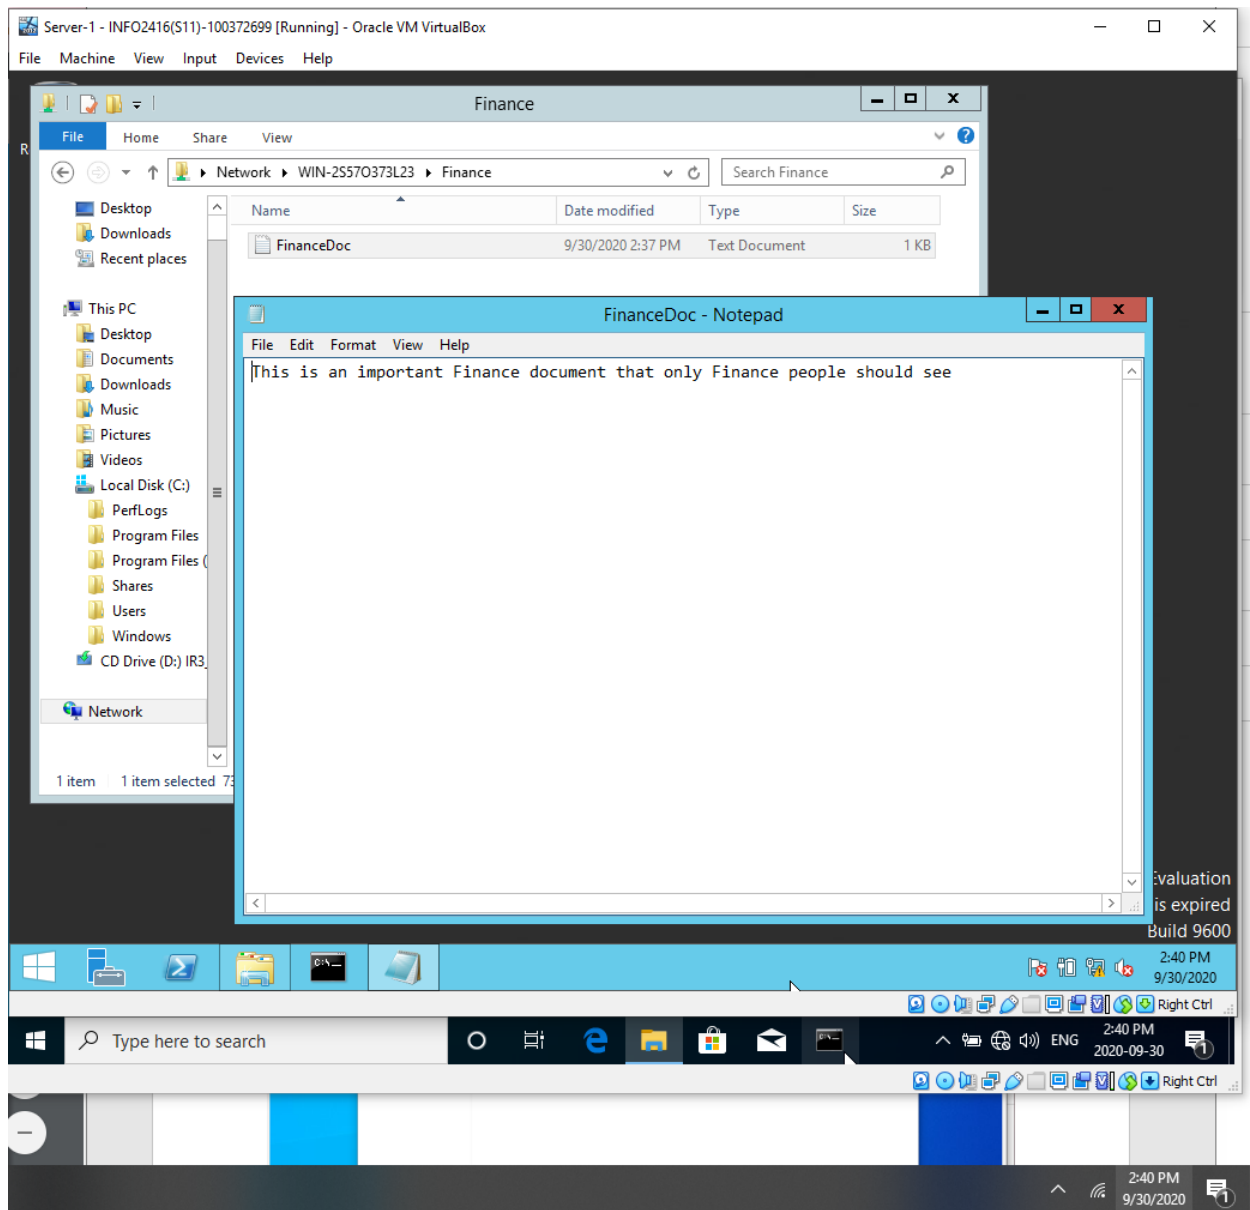 Server-1 - INFO2416(S11)-100372699 [Running] - Oracle VM VirtualBox
File Machine View Input Devices Help
Finance
File Home Share View
Network WIN-2S57O373L23 Finance
Search Finance
Name Date modified Type Size
FinanceDoc 9/30/2020 2:37 PM Text Document 1 KB
Desktop
Downloads
Recent places
This PC
Desktop
Documents
Downloads
Music
Pictures
Videos
Local Disk (C:)
PerfLogs
Program Files
Program Files (
Shares
Users
Windows
CD Drive (D:) IR3_
Network
1 item 1 item selected 73
FinanceDoc - Notepad
File Edit Format View Help
This is an important Finance document that only Finance people should see
Evaluation
is expired
Build 9600
2:40 PM
9/30/2020
Right Ctrl
Type here to search
ENG
2:40 PM
2020-09-30
1
Right Ctrl
2:40 PM
9/30/2020
1